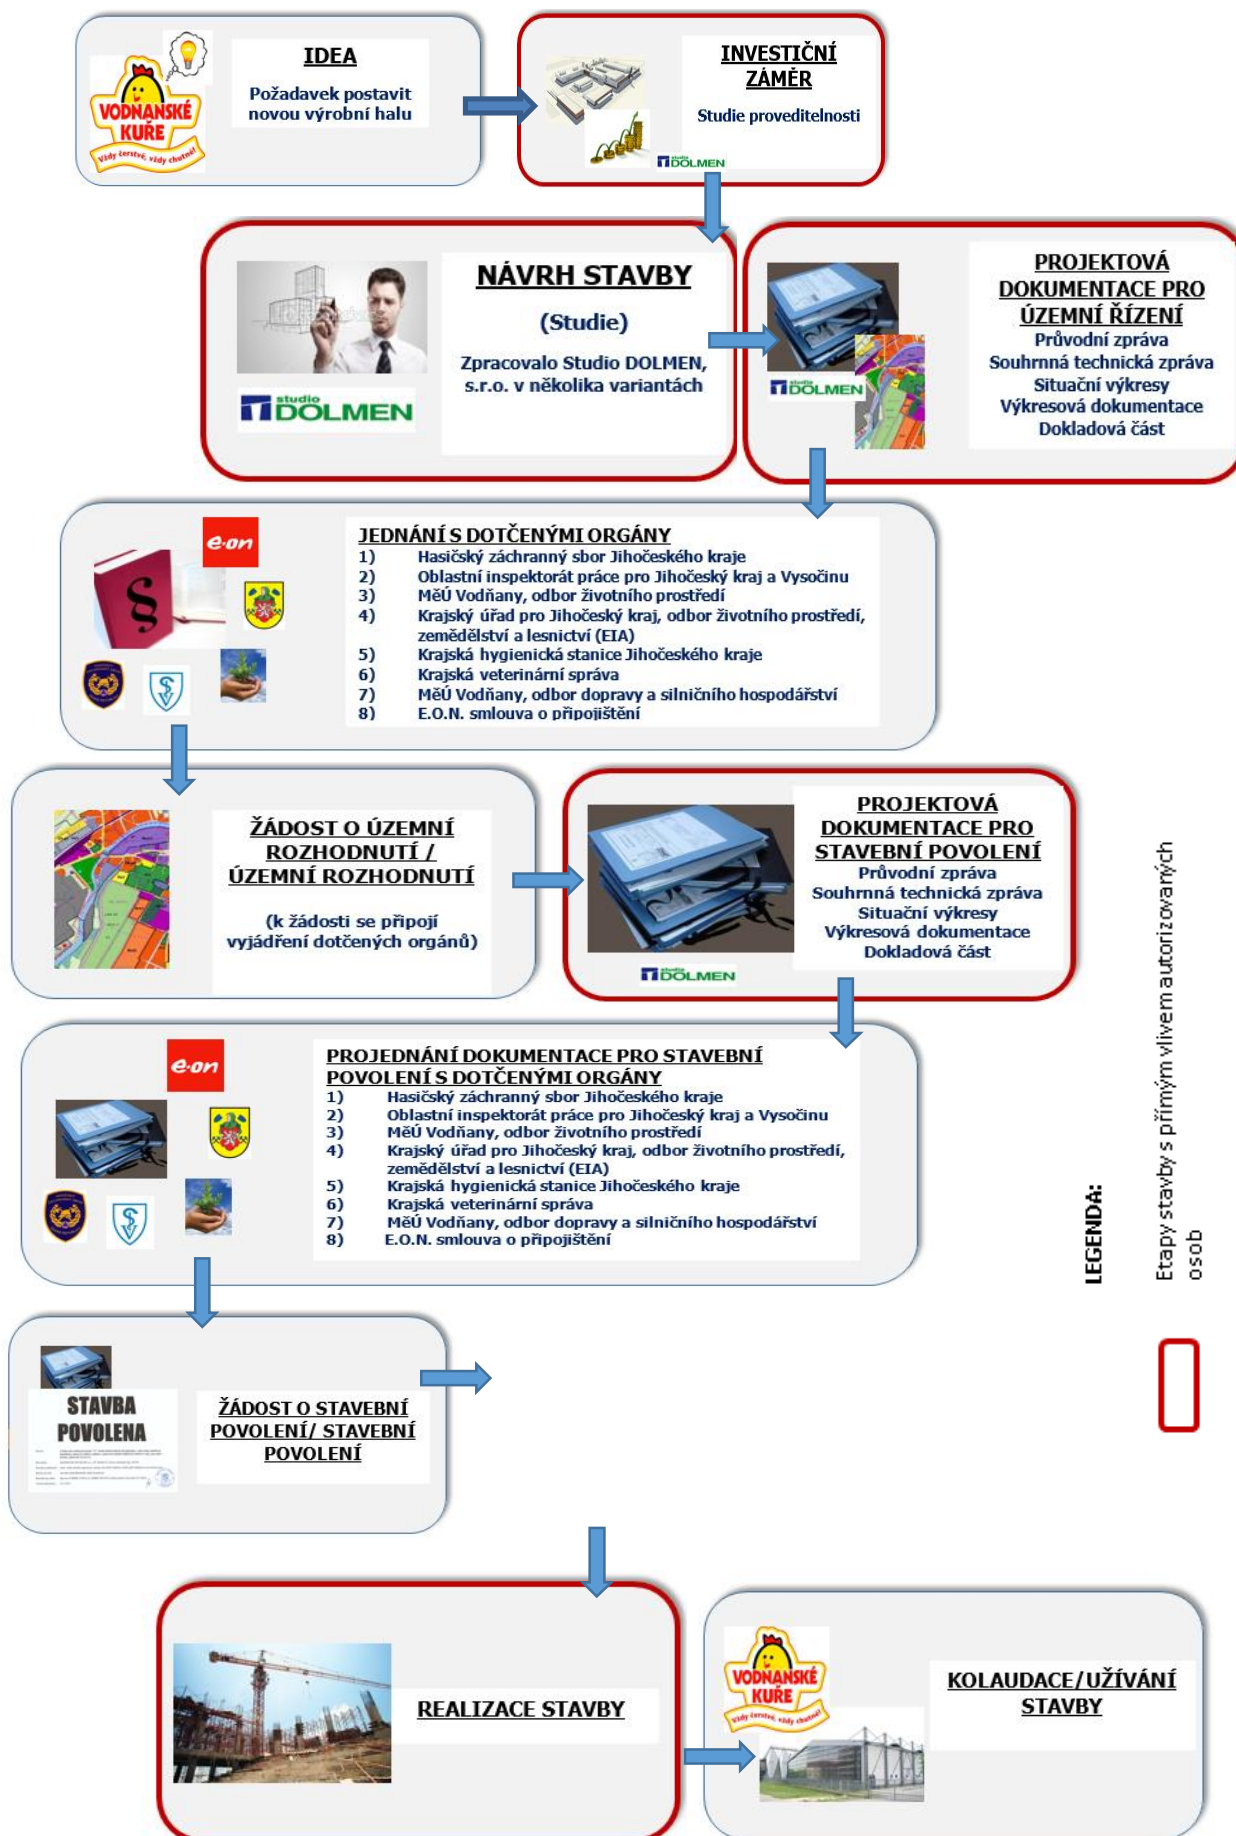 IDEA
Požadavek postavit
novou výrobní halu
VODŇANSKÉ
KUŘE
Vždy čerstvé, vždy chutné!
INVESTIČNÍ
ZÁMĚR
Studie proveditelnosti
studio
DOLMEN
NÁVRH STAVBY
(Studie)
Zpracovalo Studio DOLMEN,
s.r.o. v několika variantách
studio
DOLMEN
PROJEKTOVÁ
DOKUMENTACE PRO
ÚZEMNÍ ŘÍZENÍ
Průvodní zpráva
Souhrnná technická zpráva
Situační výkresy
Výkresová dokumentace
Dokladová část
studio
DOLMEN
e·on
§
JEDNÁNÍ S DOTČENÝMI ORGÁNY
1) Hasičský záchranný sbor Jihočeského kraje
2) Oblastní inspektorát práce pro Jihočeský kraj a Vysočinu
3) MěÚ Vodňany, odbor životního prostředí
4) Krajský úřad pro Jihočeský kraj, odbor životního prostředí,
zemědělství a lesnictví (EIA)
5) Krajská hygienická stanice Jihočeského kraje
6) Krajská veterinární správa
7) MěÚ Vodňany, odbor dopravy a silničního hospodářství
8) E.O.N. smlouva o připojištění
ŽÁDOST O ÚZEMNÍ
ROZHODNUTÍ /
ÚZEMNÍ ROZHODNUTÍ
(k žádosti se připojí
vyjádření dotčených orgánů)
PROJEKTOVÁ
DOKUMENTACE PRO
STAVEBNÍ POVOLENÍ
Průvodní zpráva
Souhrnná technická zpráva
Situační výkresy
Výkresová dokumentace
Dokladová část
studio
DOLMEN
e·on
PROJEDNÁNÍ DOKUMENTACE PRO STAVEBNÍ
POVOLENÍ S DOTČENÝMI ORGÁNY
1) Hasičský záchranný sbor Jihočeského kraje
2) Oblastní inspektorát práce pro Jihočeský kraj a Vysočinu
3) MěÚ Vodňany, odbor životního prostředí
4) Krajský úřad pro Jihočeský kraj, odbor životního prostředí,
zemědělství a lesnictví (EIA)
5) Krajská hygienická stanice Jihočeského kraje
6) Krajská veterinární správa
7) MěÚ Vodňany, odbor dopravy a silničního hospodářství
8) E.O.N. smlouva o připojištění
STAVBA
POVOLENA
ŽÁDOST O STAVEBNÍ
POVOLENÍ/ STAVEBNÍ
POVOLENÍ
REALIZACE STAVBY
VODŇANSKÉ
KUŘE
Vždy čerstvé, vždy chutné!
KOLAUDACE/UŽÍVÁNÍ
STAVBY
LEGENDA:
Etapy stavby s přímým vlivem autorizovaných
osob